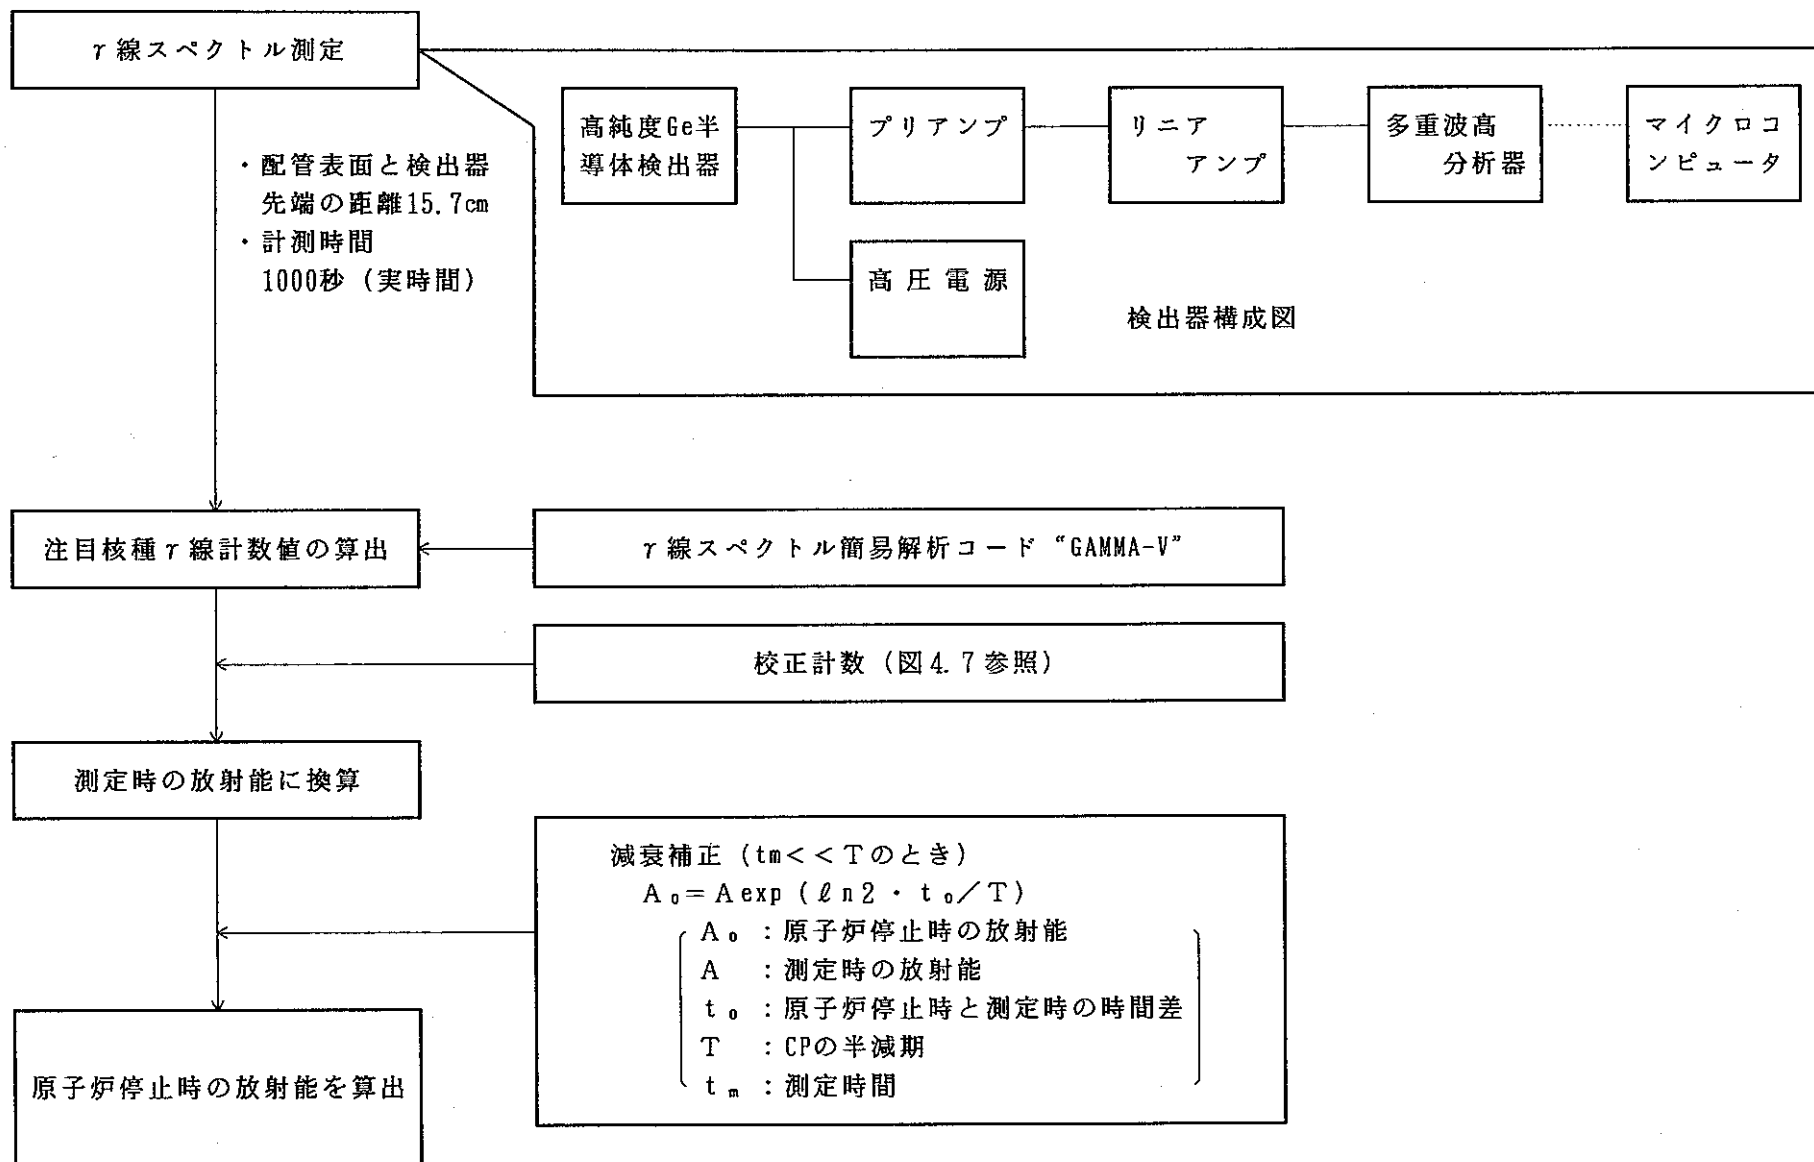 γ線スペクトル測定
高純度Ge半
導体検出器
プリアンプ
リニア
アンプ
多重波高
分析器
マイクロコ
ンピュータ
・配管表面と検出器
先端の距離15.7cm
・計測時間
1000秒（実時間）
高圧電源
検出器構成図
注目核種γ線計数値の算出
γ線スペクトル簡易解析コード “GAMMA-V”
校正計数（図4.7参照）
測定時の放射能に換算
減衰補正（tm<<Tのとき）
A₀=Aexp（ℓn2・t₀／T）
A₀：原子炉停止時の放射能
A：測定時の放射能
t₀：原子炉停止時と測定時の時間差
T：CPの半減期
tₘ：測定時間
原子炉停止時の放射能を算出